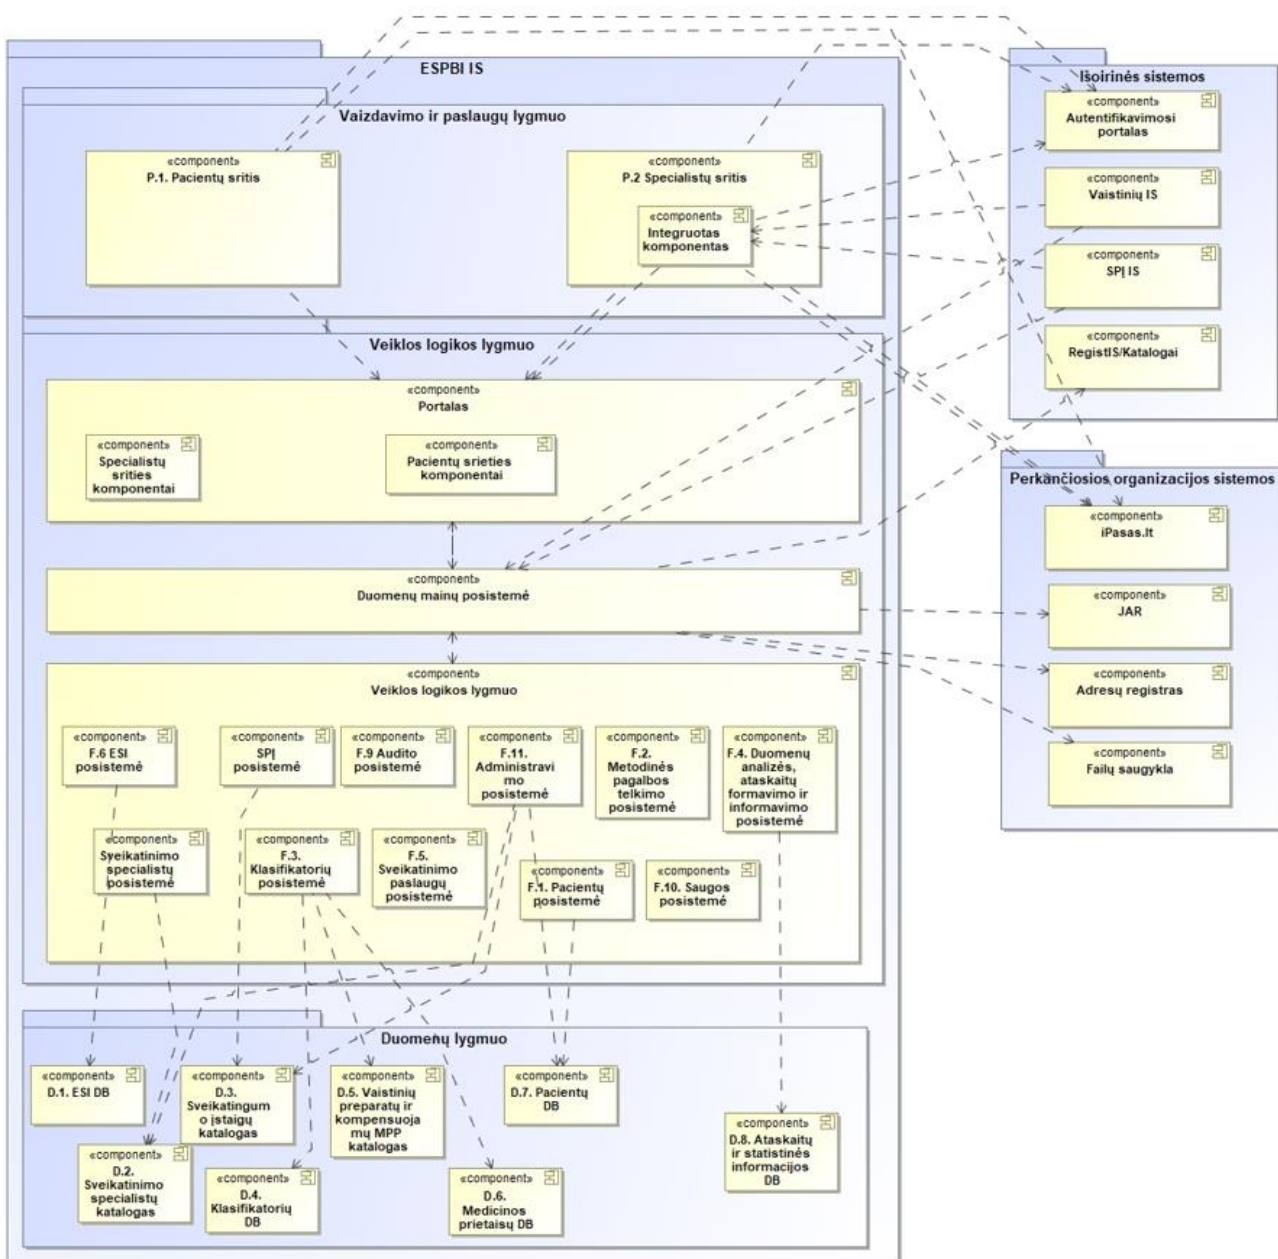 ESPBI IS
Vaizdavimo ir paslaugų lygmuo
«component»
P.1. Pacientų sritis
«component»
P.2 Specialistų sritis
«component»
Integruotas
komponentas
Veiklos logikos lygmuo
«component»
Portalas
«component»
Specialistų
srities
komponentai
«component»
Pacientų srieties
komponentai
«component»
Duomenų mainų posistemė
«component»
Veiklos logikos lygmuo
«component»
F.6 ESI
posistemė
«component»
SPĮ
posistemė
«component»
F.9 Audito
posistemė
«component»
F.11.
Administravi
mo
posistemė
«component»
F.2.
Metodinės
pagalbos
telkimo
posistemė
«component»
F.4. Duomenų
analizės,
ataskaitų
formavimo ir
informavimo
posistemė
«component»
Sveikatinimo
specialistų
posistemė
«component»
F.3.
Klasifikatorių
posistemė
«component»
F.5.
Sveikatinimo
paslaugų
posistemė
«component»
F.1. Pacientų
posistemė
«component»
F.10. Saugos
posistemė
Duomenų lygmuo
«component»
D.1. ESI DB
«component»
D.2.
Sveikatinimo
specialistų
katalogas
«component»
D.3.
Sveikatingum
o įstaigų
katalogas
«component»
D.4.
Klasifikatorių
DB
«component»
D.5. Vaistinių
preparatų ir
kompensuoja
mų MPP
katalogas
«component»
D.6.
Medicinos
prietaisų DB
«component»
D.7. Pacientų
DB
«component»
D.8. Ataskaitų
ir statistinės
informacijos
DB
Išoirinės sistemos
«component»
Autentifikavimosi
portalas
«component»
Vaistinių IS
«component»
SPĮ IS
«component»
RegistIS/Katalogai
Perkančiosios organizacijos sistemos
«component»
iPasas.lt
«component»
JAR
«component»
Adresų registras
«component»
Failų saugykla